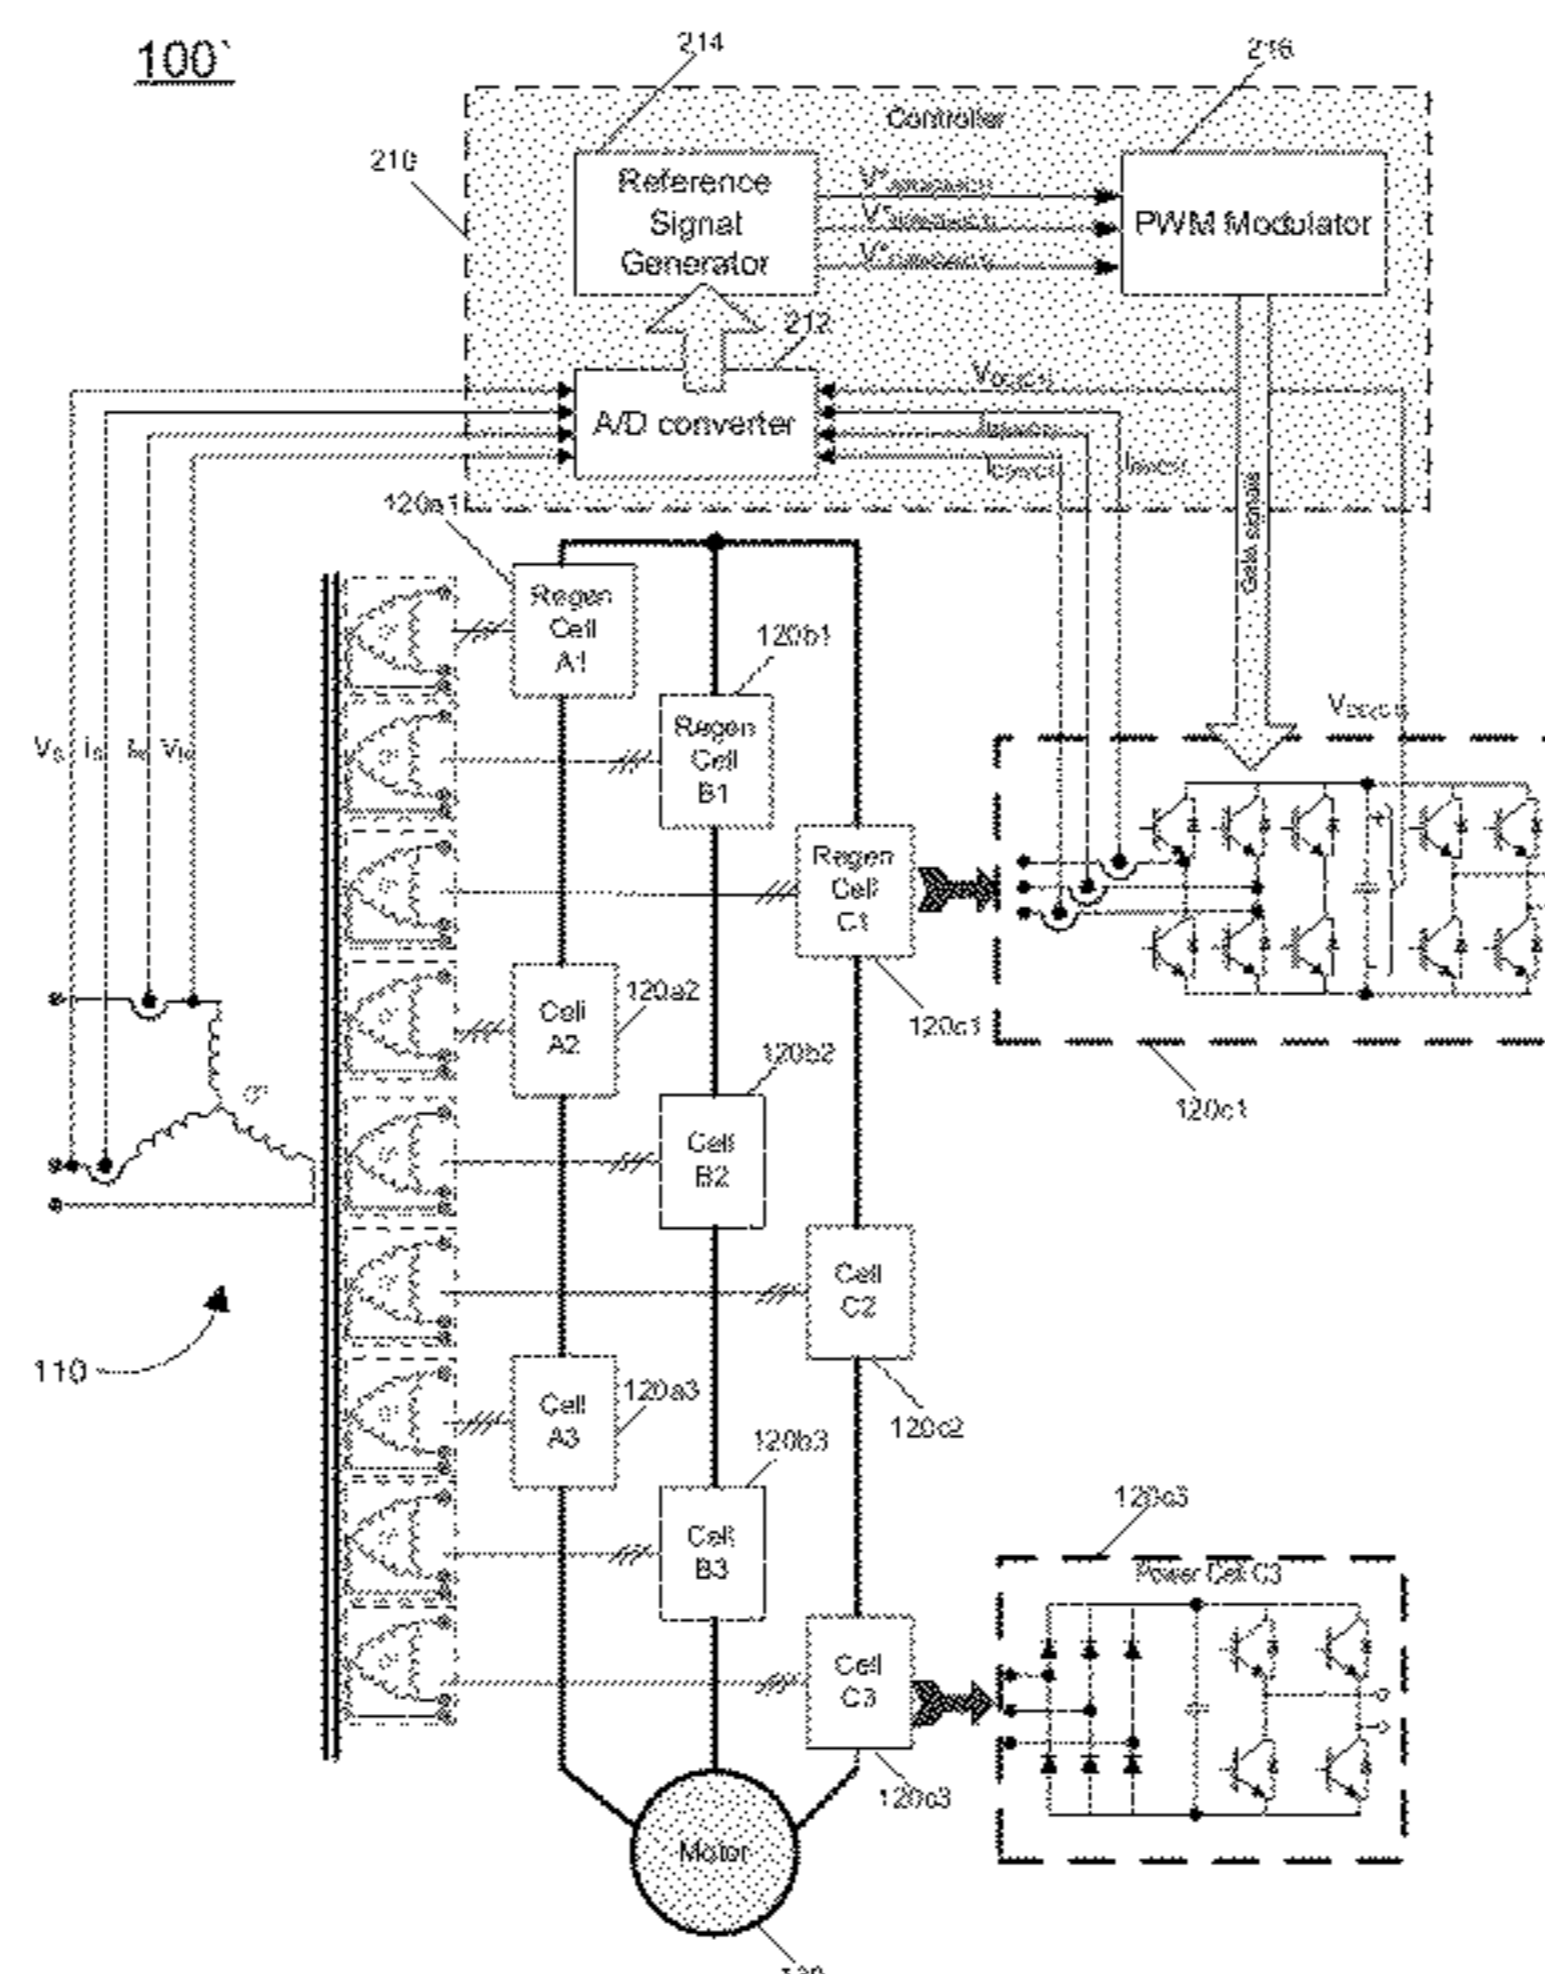 100`
214
216
Controller
210
Reference
Signal
Generator
PWM Modulator
212
A/D converter
Gate signals
120a1
Regen
Cell
A1
120b1
Regen
Cell
B1
Regen
Cell
C1
120c1
120c1
Cell
A2
120a2
120b2
Cell
B2
Cell
C2
120c2
110
Cell
A3
120a3
120b3
Cell
B3
120c3
Power Cell C3
Cell
C3
120c3
Motor